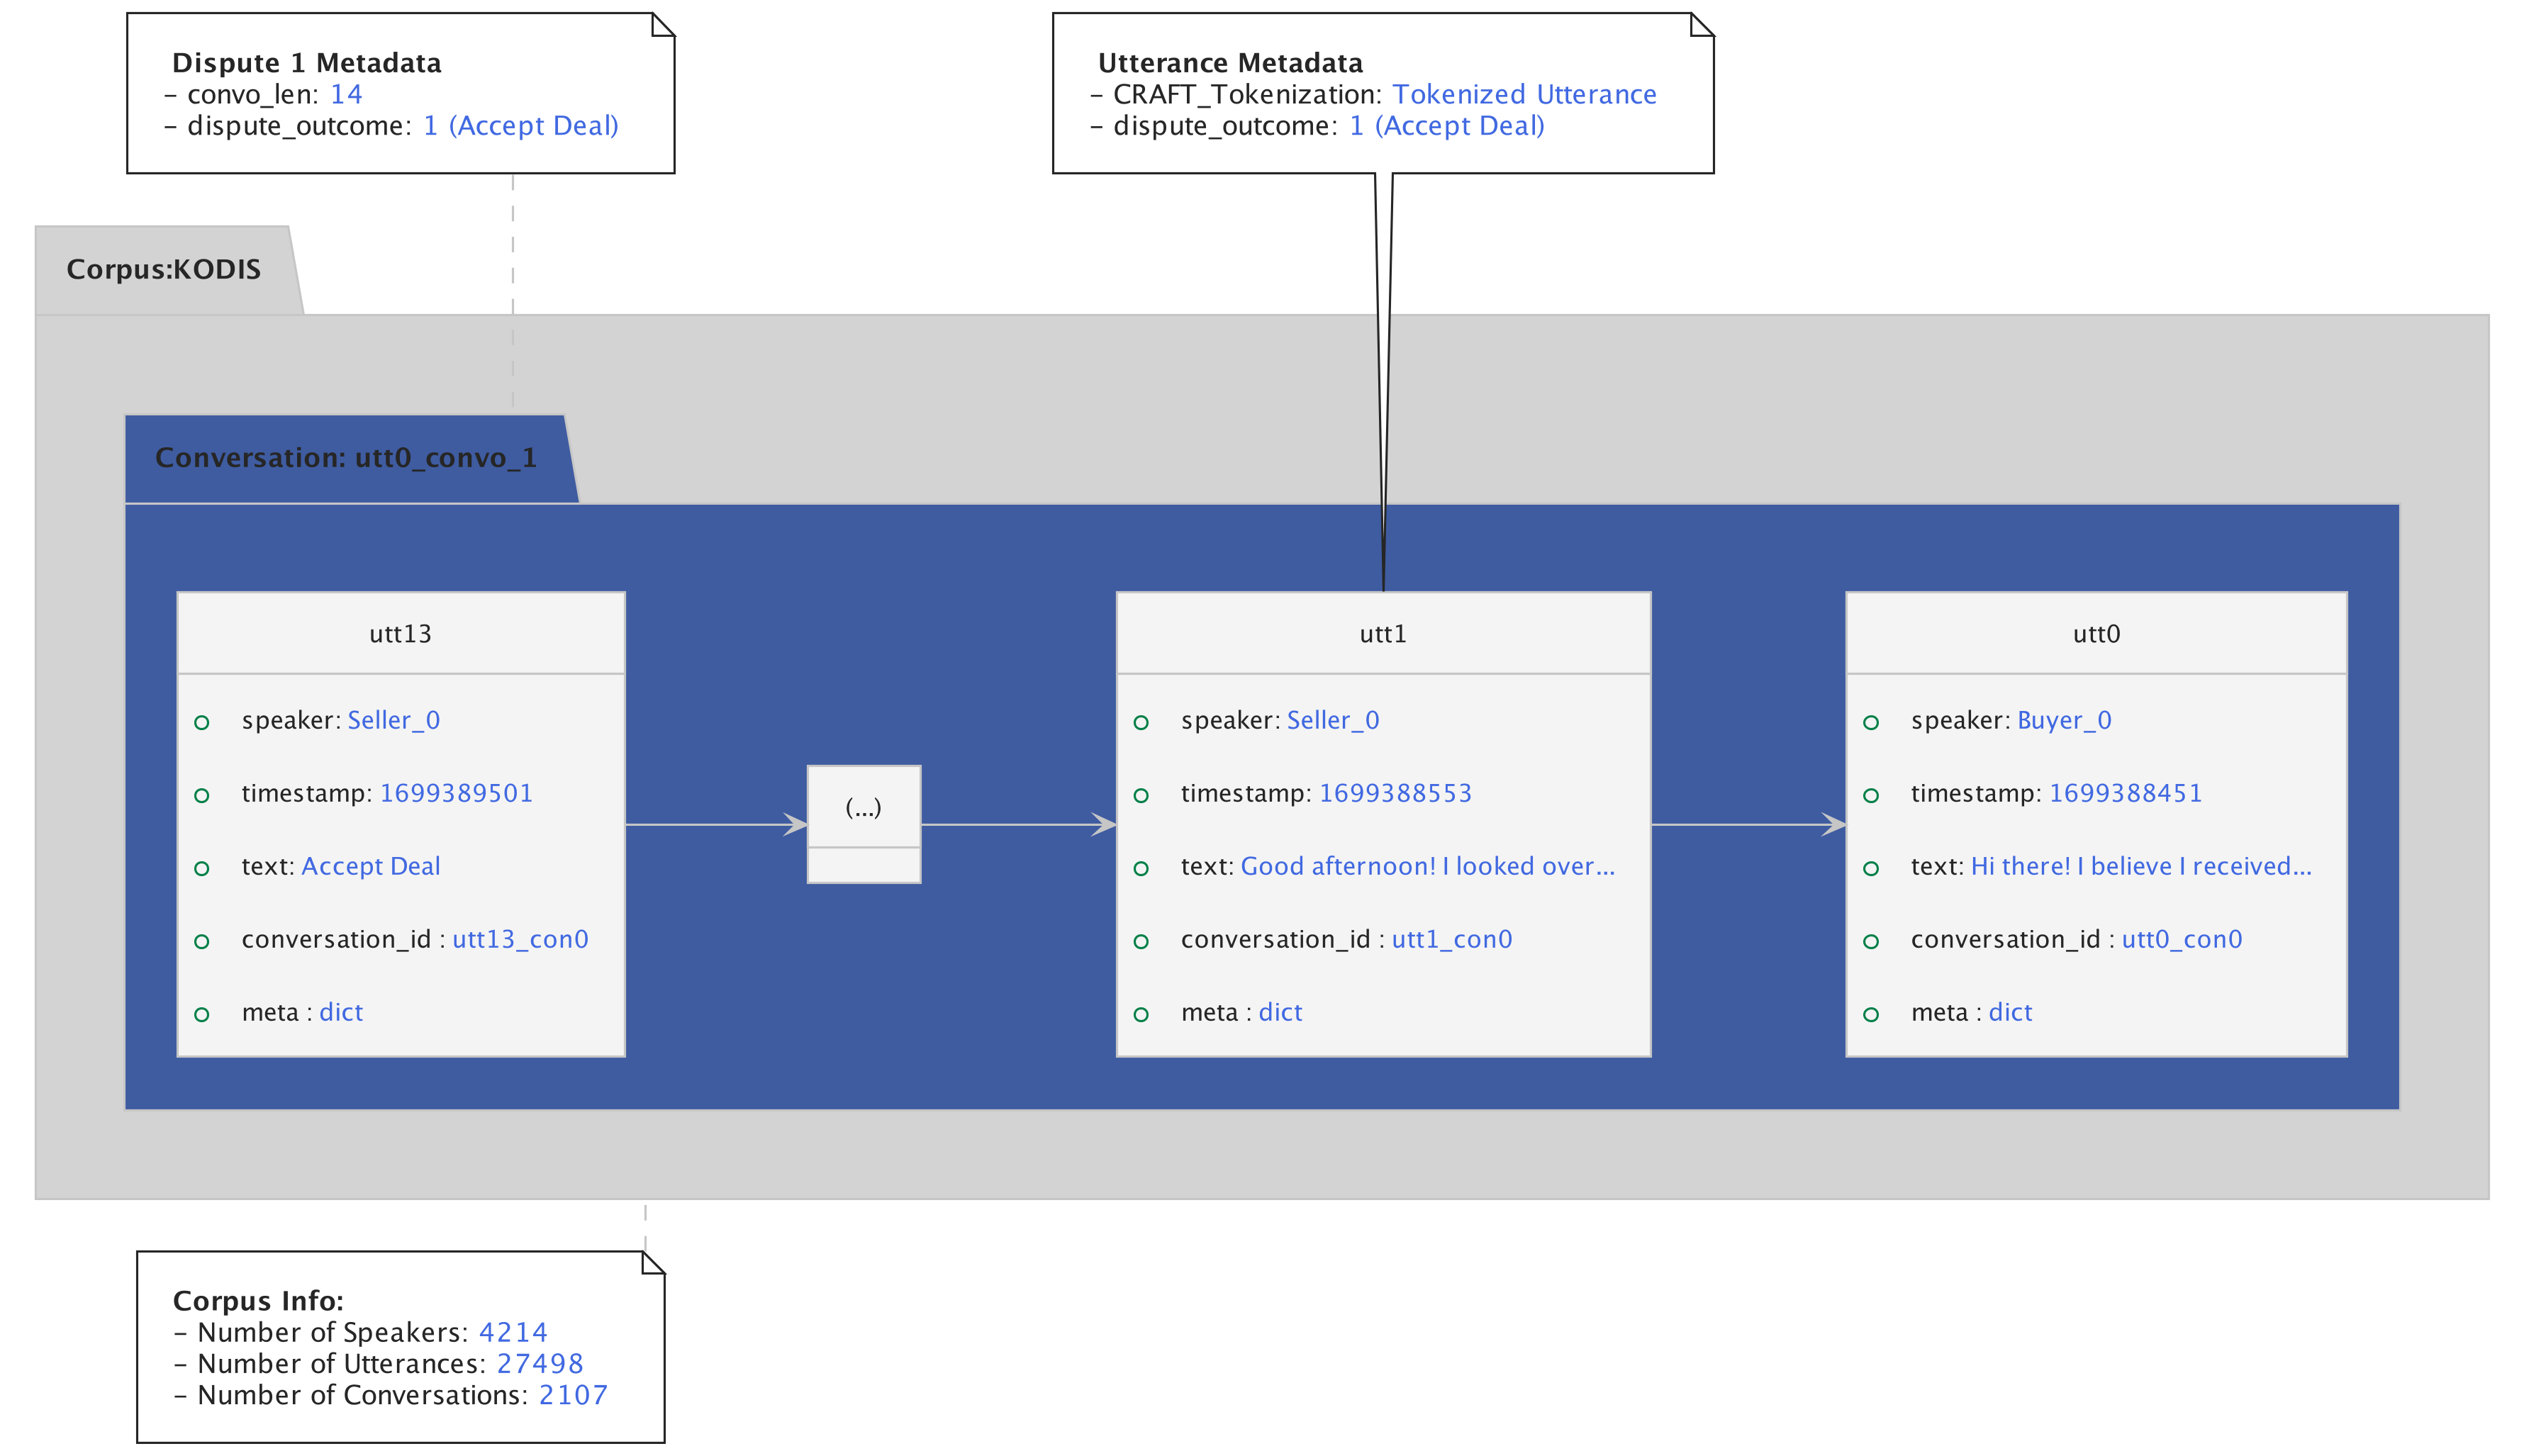 Dispute 1 Metadata
– convo_len: 14
– dispute_outcome: 1 (Accept Deal)
Utterance Metadata
– CRAFT_Tokenization: Tokenized Utterance
– dispute_outcome: 1 (Accept Deal)
Corpus:KODIS
Conversation: utt0_convo_1
utt13
speaker: Seller_0
timestamp: 1699389501
text: Accept Deal
conversation_id : utt13_con0
meta : dict
(...)
utt1
speaker: Seller_0
timestamp: 1699388553
text: Good afternoon! I looked over...
conversation_id : utt1_con0
meta : dict
utt0
speaker: Buyer_0
timestamp: 1699388451
text: Hi there! I believe I received...
conversation_id : utt0_con0
meta : dict
Corpus Info:
– Number of Speakers: 4214
– Number of Utterances: 27498
– Number of Conversations: 2107